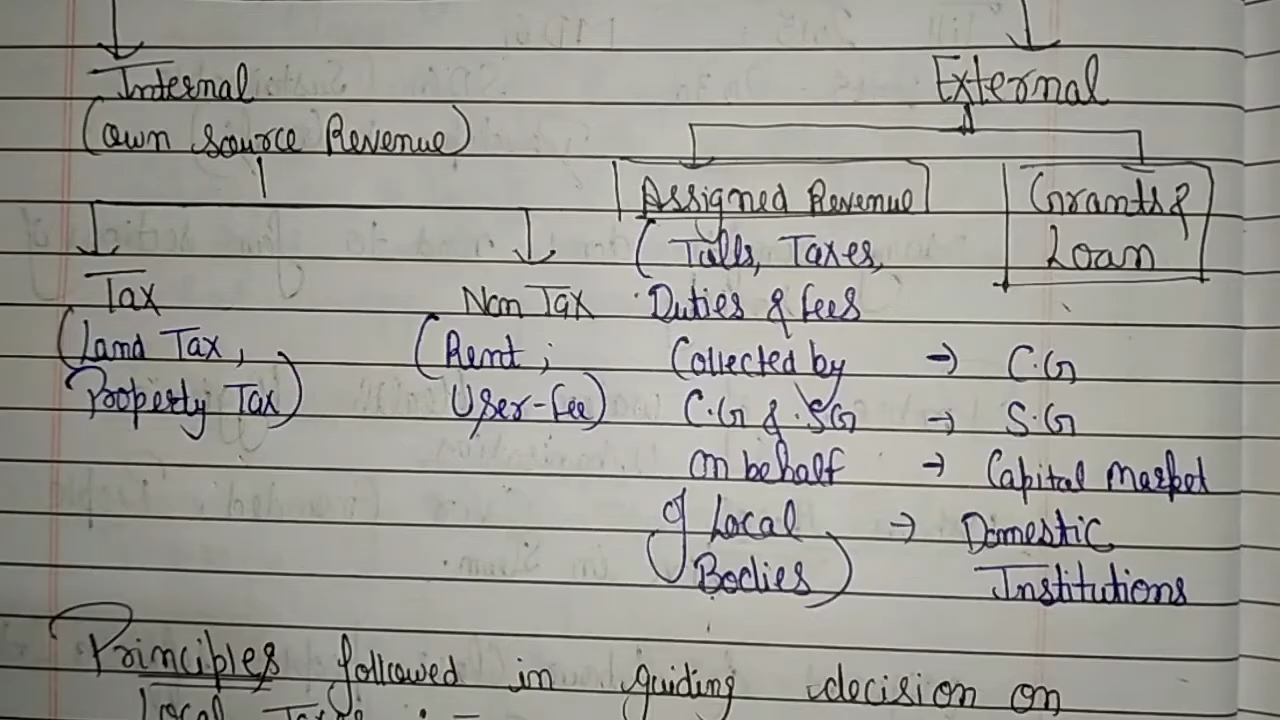 Internal
(own source Revenue)
Tax
(Land Tax,
Property Tax)
Non Tax
(Rent,
User-fee)
External
Assigned Revenue
(Tolls, Taxes,
Duties & fees
Collected by
C.G & SG
on behalf
of Local
Bodies)
Grants &
Loan
→ C.G
→ S.G
→ Capital market
→ Domestic
Institutions
Principles followed in guiding decision on
Local